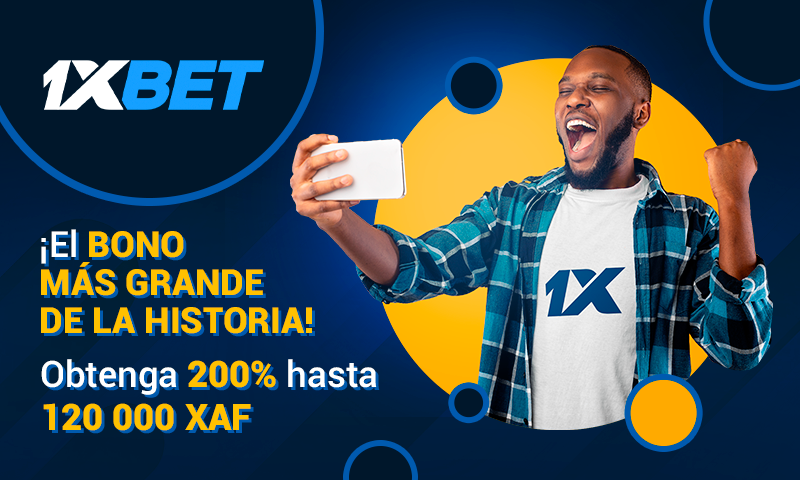 1XBET
¡El BONO
MÁS GRANDE
DE LA HISTORIA!
Obtenga 200% hasta
120 000 XAF
1X